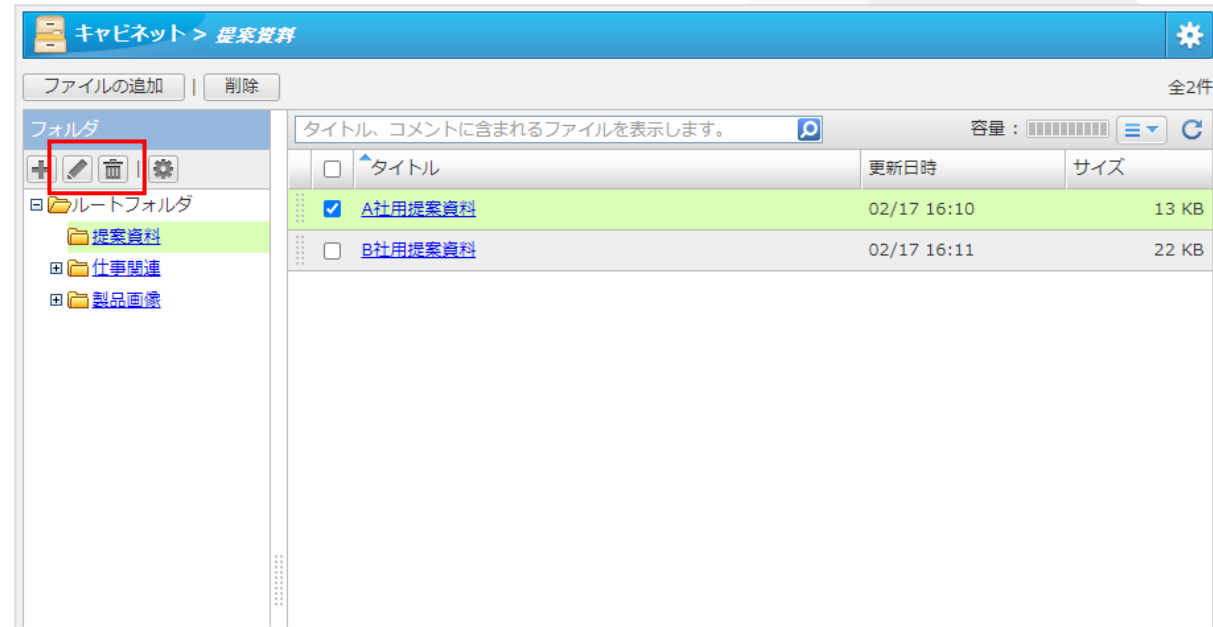 キャビネット > 提案資料
ファイルの追加 | 削除
全2件
フォルダ
タイトル、コメントに含まれるファイルを表示します。
容量：
タイトル 更新日時 サイズ
ルートフォルダ
提案資料
仕事関連
製品画像
A社用提案資料 02/17 16:10 13 KB
B社用提案資料 02/17 16:11 22 KB